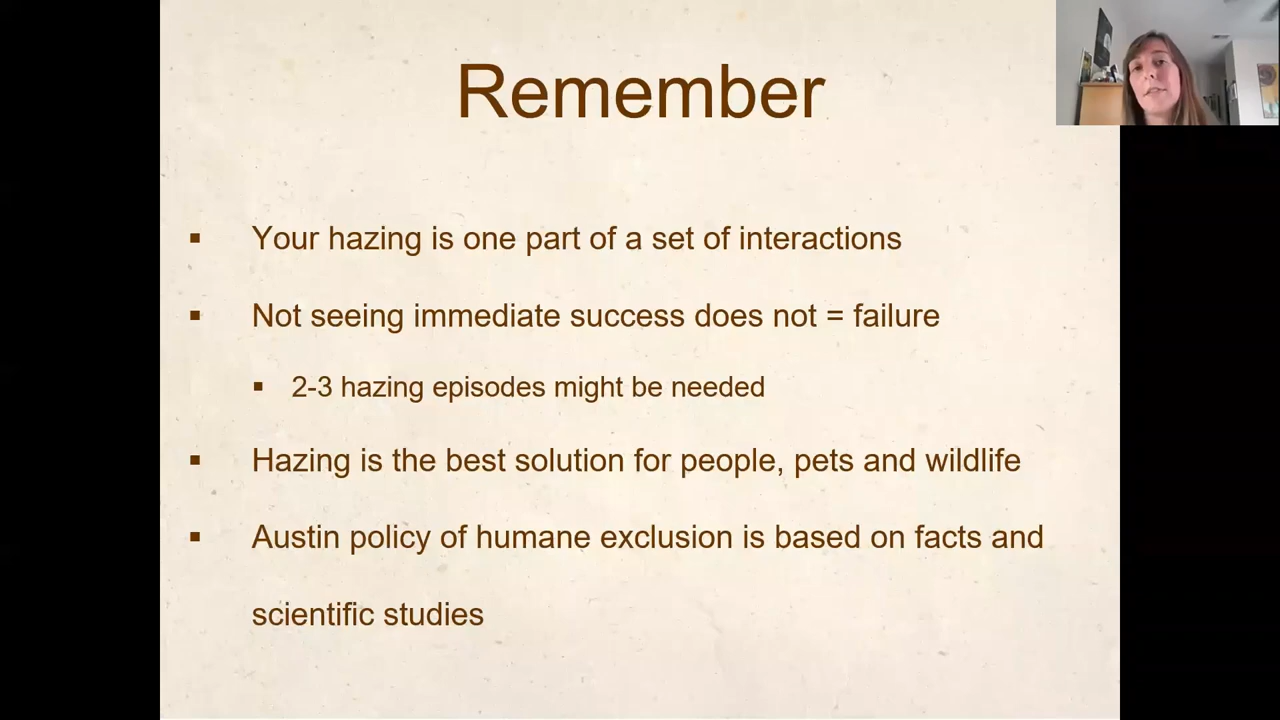 Remember
▪ Your hazing is one part of a set of interactions
▪ Not seeing immediate success does not = failure
▪ 2-3 hazing episodes might be needed
▪ Hazing is the best solution for people, pets and wildlife
▪ Austin policy of humane exclusion is based on facts and
scientific studies